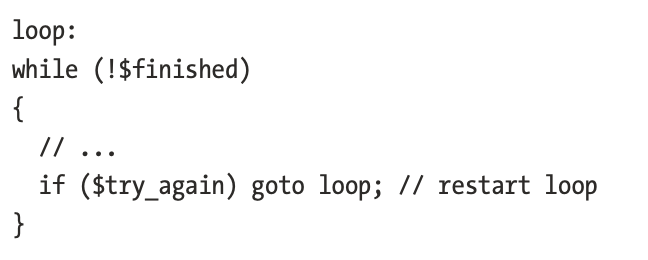 loop:
while (!$finished)
{
  // ...
  if ($try_again) goto loop; // restart loop
}